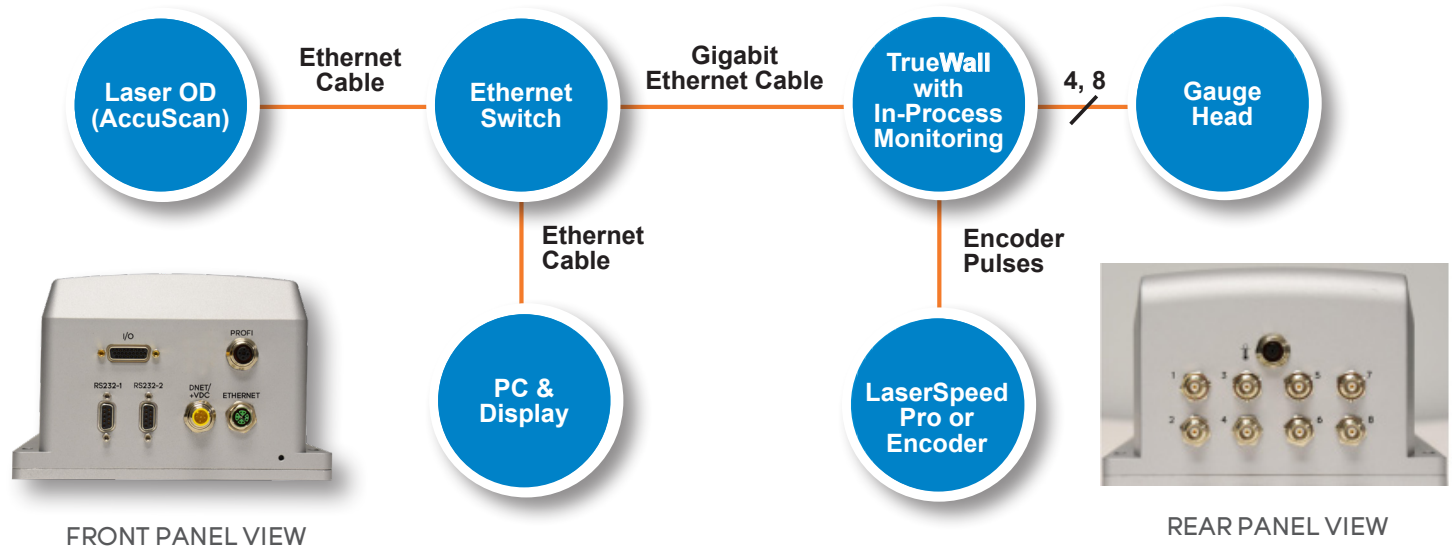 Laser OD
(AccuScan)
Ethernet
Cable
Ethernet
Switch
Gigabit
Ethernet Cable
TrueWall
with
In-Process
Monitoring
4, 8
Gauge
Head
Ethernet
Cable
Encoder
Pulses
PC &
Display
LaserSpeed
Pro or
Encoder
I/O
PROFI
RS232-1 RS232-2 DNET/
+VDC ETHERNET
FRONT PANEL VIEW
1 3 5 7
2 4 6 8
REAR PANEL VIEW